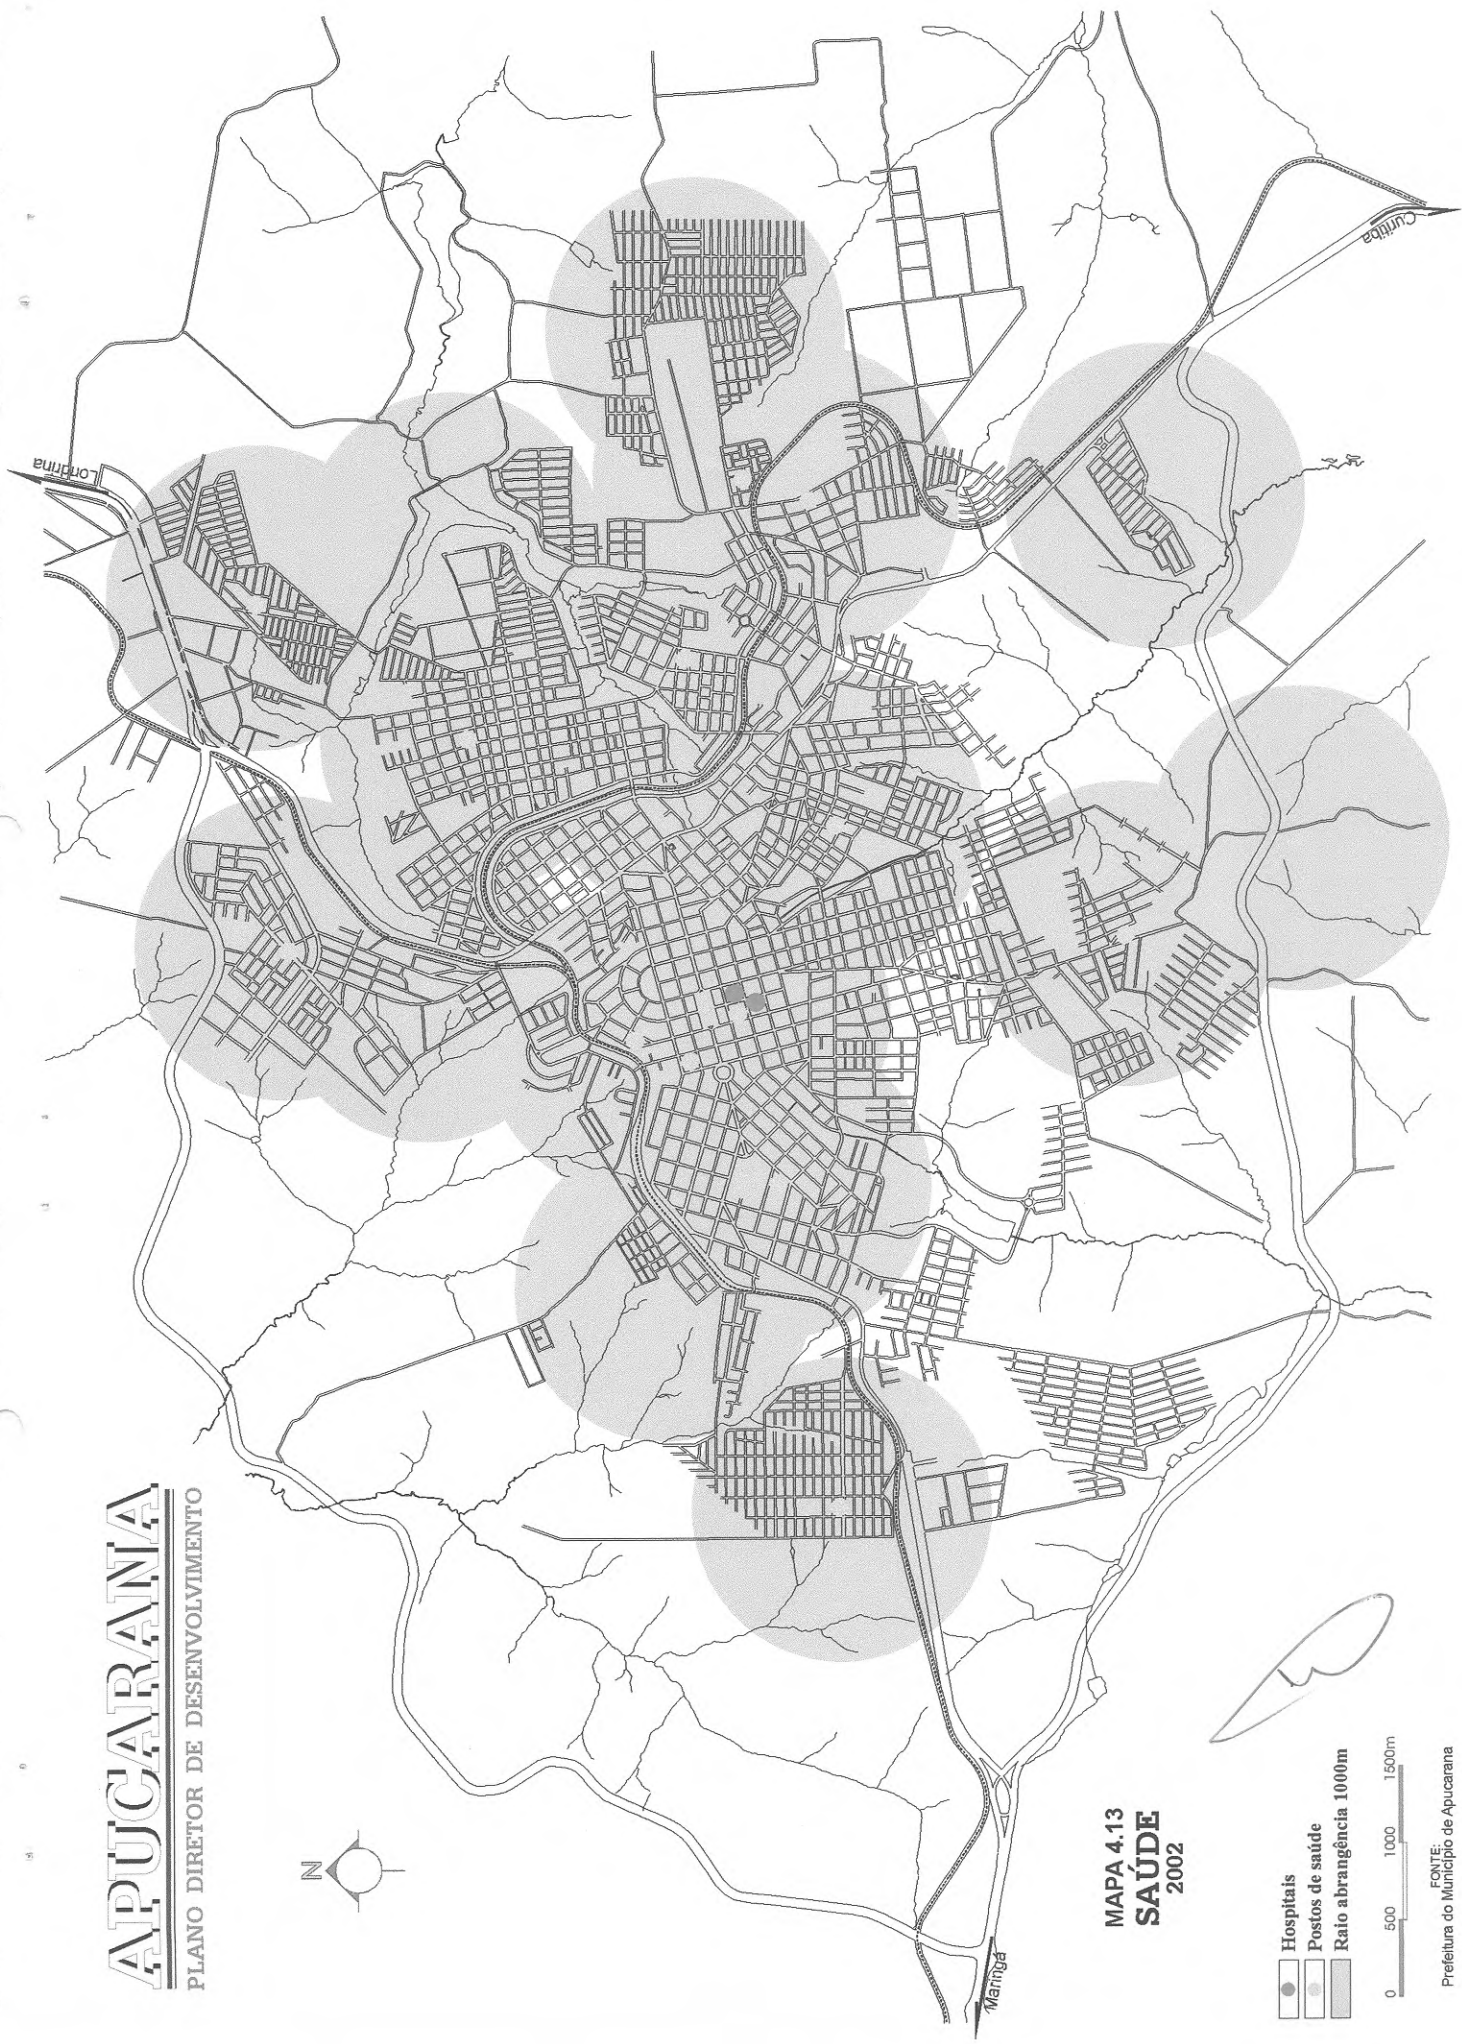 APUCARANA
PLANO DIRETOR DE DESENVOLVIMENTO
N
Londrina
Curitiba
Maringá
MAPA 4.13
SAÚDE
2002
Hospitais
Postos de saúde
Raio abrangência 1000m
0 500 1000 1500m
FONTE:
Prefeitura do Município de Apucarana